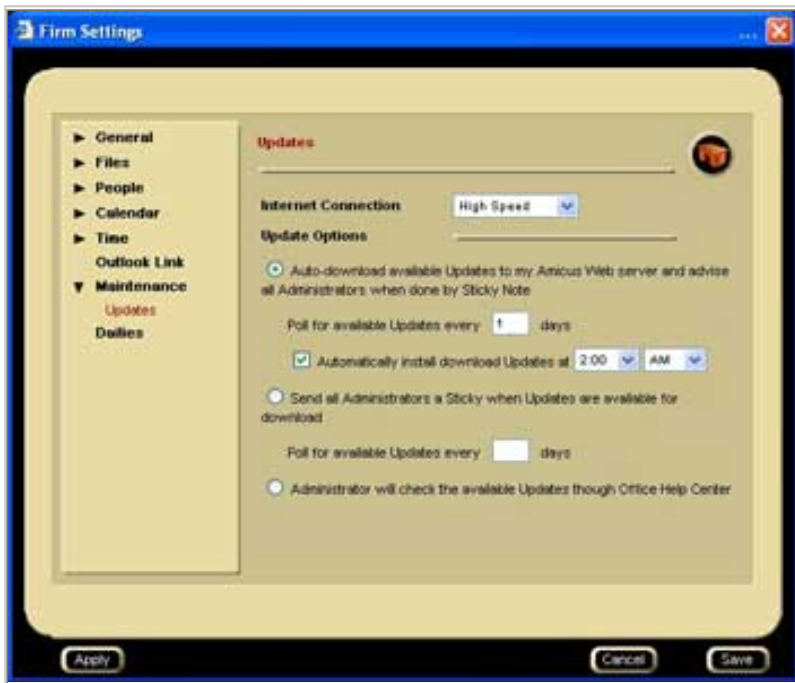 Firm Settings
...
General
Files
People
Calendar
Time
Outlook Link
Maintenance
Updates
Dailies
Updates
Internet Connection High Speed
Update Options
Auto-download available Updates to my Amicus Web server and advise
all Administrators when done by Sticky Note
Poll for available Updates every 1 days
Automatically install download Updates at 2:00 AM
Send all Administrators a Sticky when Updates are available for
download
Poll for available Updates every days
Administrator will check the available Updates though Office Help Center
Apply
Cancel
Save